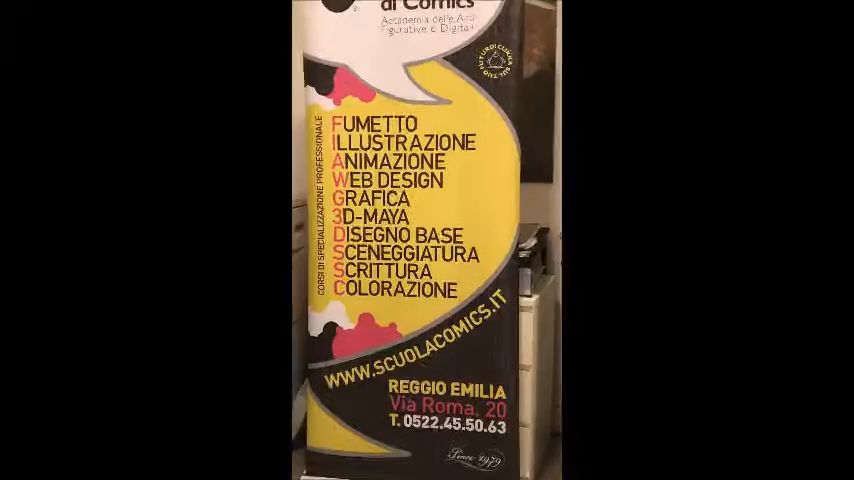 di Comics
Accademia delle Arti
Figurative e Digitali
CORSI DI SPECIALIZZAZIONE PROFESSIONALE
FUMETTO
ILLUSTRAZIONE
ANIMAZIONE
WEB DESIGN
GRAFICA
3D-MAYA
DISEGNO BASE
SCENEGGIATURA
SCRITTURA
COLORAZIONE
WWW.SCUOLACOMICS.IT
REGGIO EMILIA
Via Roma, 20
T. 0522.45.50.63
Since 1979